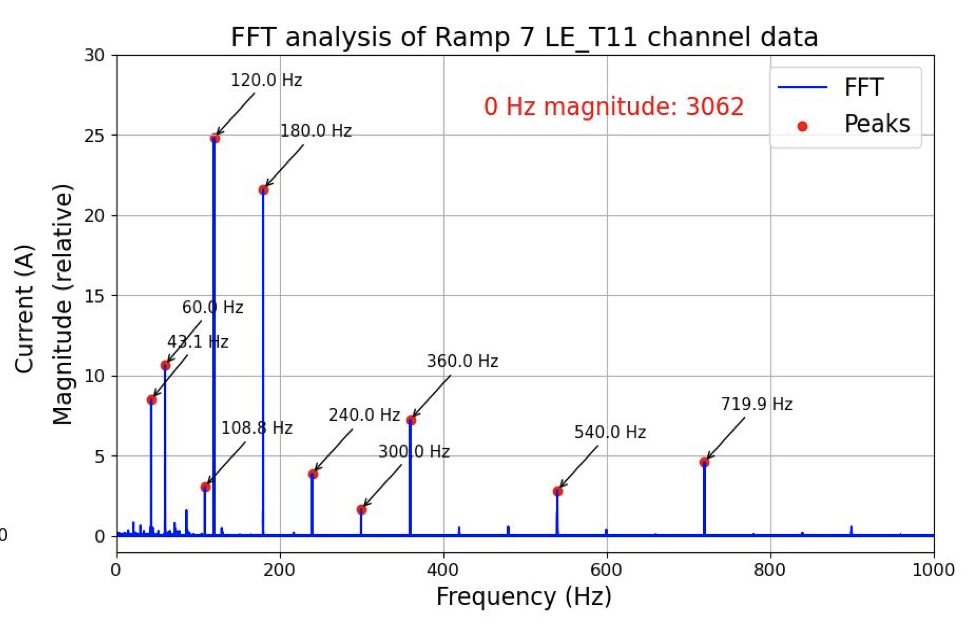 FFT analysis of Ramp 7 LE_T11 channel data
30
25
20
15
10
5
0
0
Current (A)
Magnitude (relative)
120.0 Hz
180.0 Hz
60.0 Hz
43.1 Hz
108.8 Hz
240.0 Hz
300.0 Hz
360.0 Hz
540.0 Hz
719.9 Hz
0 Hz magnitude: 3062
FFT
Peaks
0 200 400 600 800 1000
Frequency (Hz)